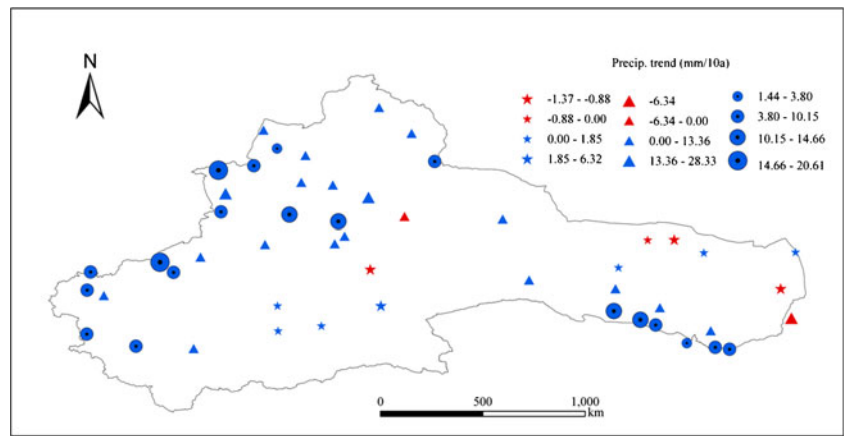 N
Precip. trend (mm/10a)
-1.37 - -0.88 -6.34 1.44 - 3.80
-0.88 - 0.00 -6.34 - 0.00 3.80 - 10.15
0.00 - 1.85 0.00 - 13.36 10.15 - 14.66
1.85 - 6.32 13.36 - 28.33 14.66 - 20.61
0 500 1,000
km